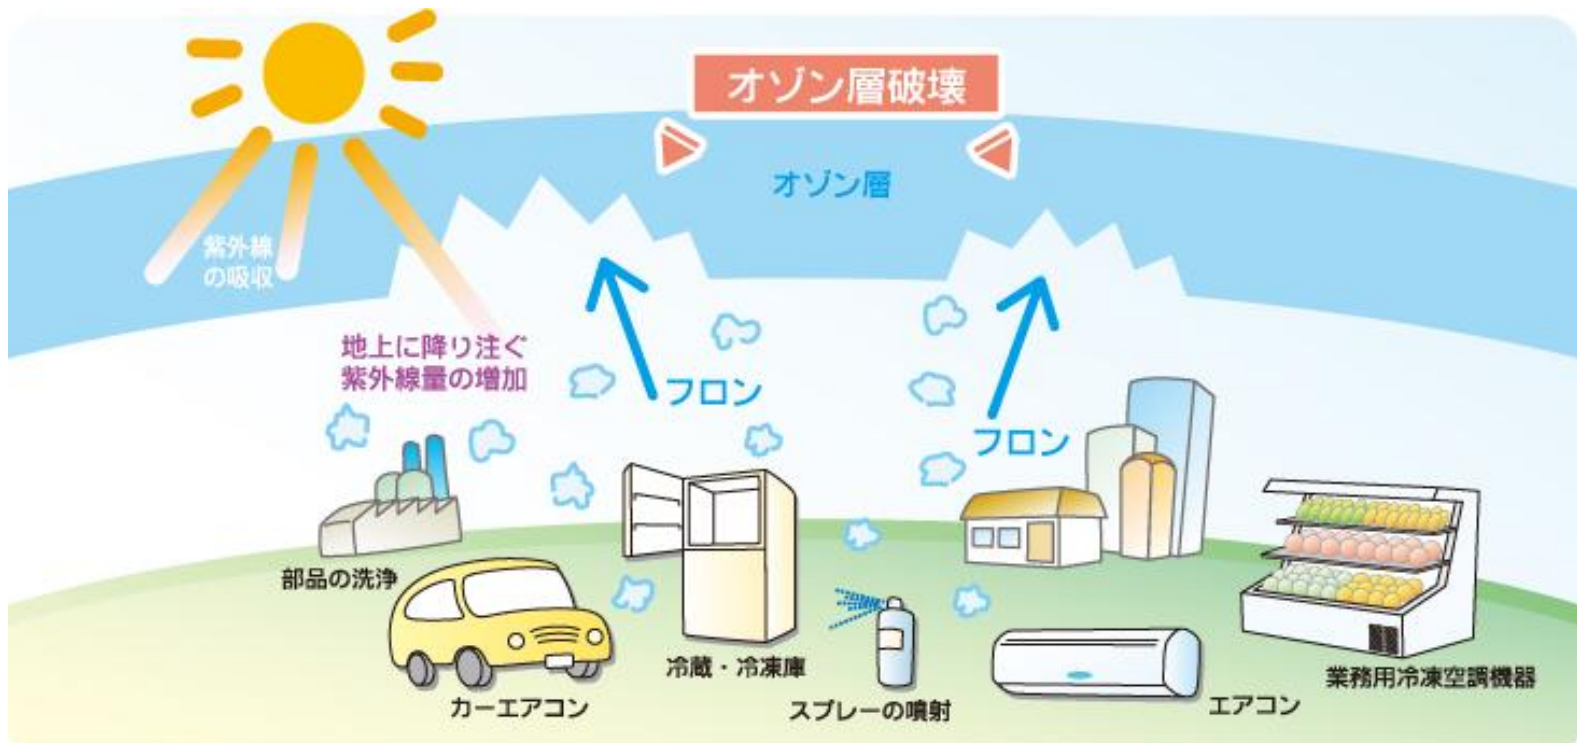 オゾン層破壊
オゾン層
紫外線
の吸収
地上に降り注ぐ
紫外線量の増加
フロン
フロン
部品の洗浄
カーエアコン
冷蔵・冷凍庫
スプレーの噴射
エアコン
業務用冷凍空調機器